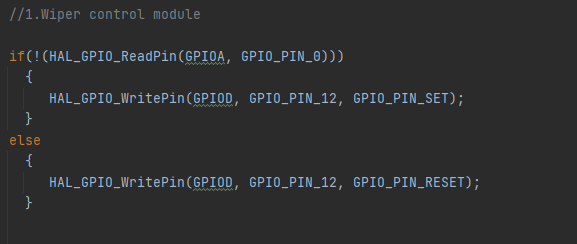 //1.Wiper control module
if(!(HAL_GPIO_ReadPin(GPIOA, GPIO_PIN_0)))
{
HAL_GPIO_WritePin(GPIOD, GPIO_PIN_12, GPIO_PIN_SET);
}
else
{
HAL_GPIO_WritePin(GPIOD, GPIO_PIN_12, GPIO_PIN_RESET);
}